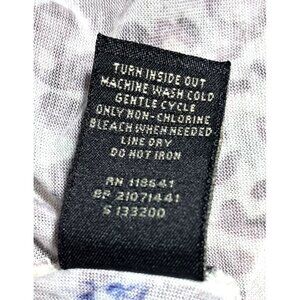 TURN INSIDE OUT
MACHINE WASH COLD
GENTLE CYCLE
ONLY NON-CHLORINE
BLEACH WHEN NEEDED
LINE DRY
DO NOT IRON
RN 118641
BP 21071441
S 133200